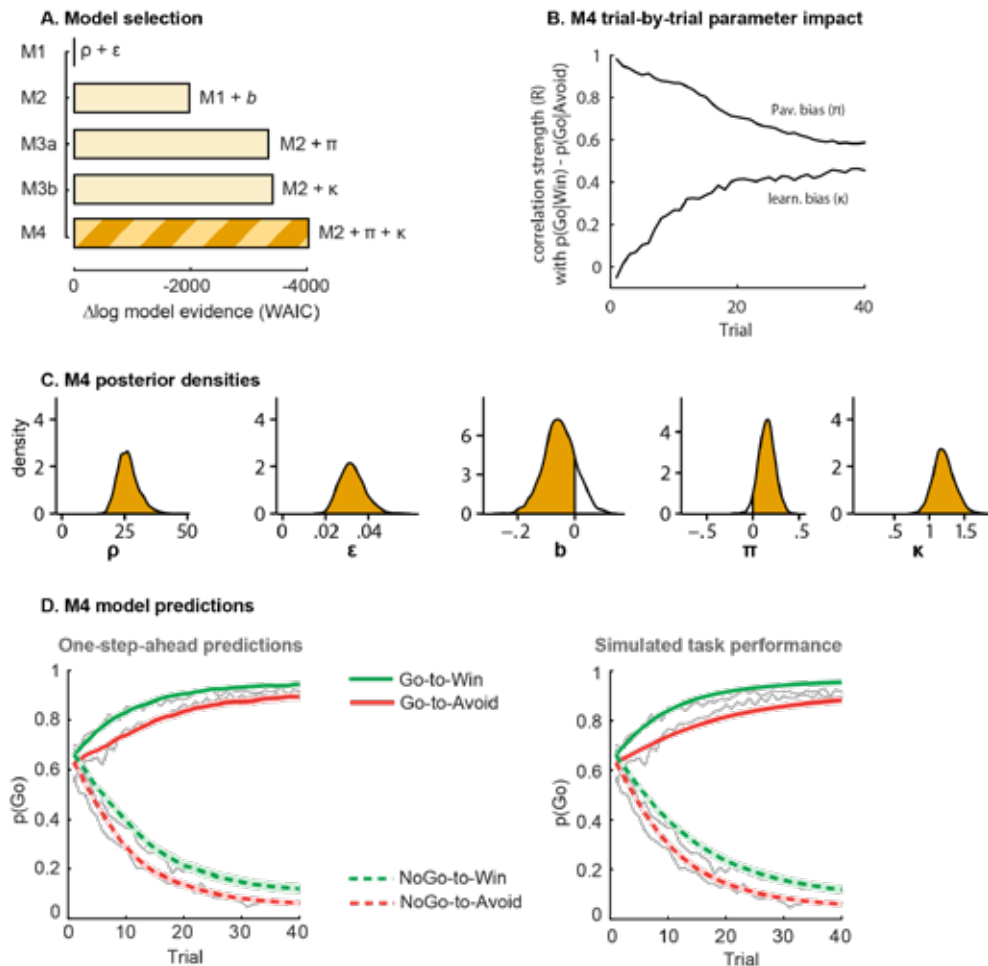 A. Model selection
M1
ρ + ε
M2
M1 + b
M3a
M2 + π
M3b
M2 + κ
M4
M2 + π + κ
0
-2000
-4000
Δlog model evidence (WAIC)
B. M4 trial-by-trial parameter impact
correlation strength (R)
with p(Go|Win) - p(Go|Avoid)
1
0.8
0.6
0.4
0.2
0
Pav. bias (π)
learn. bias (κ)
20
40
Trial
C. M4 posterior densities
density
4
2
0
0
25
50
ρ
4
2
0
0
.02
.04
ε
6
3
0
-.2
0
b
4
2
0
-.5
0
.5
π
4
2
0
.5
1
1.5
κ
D. M4 model predictions
One-step-ahead predictions
p(Go)
1
0.8
0.6
0.4
0.2
0
0
10
20
30
40
Trial
Go-to-Win
Go-to-Avoid
NoGo-to-Win
NoGo-to-Avoid
Simulated task performance
p(Go)
1
0.8
0.6
0.4
0.2
0
0
10
20
30
40
Trial